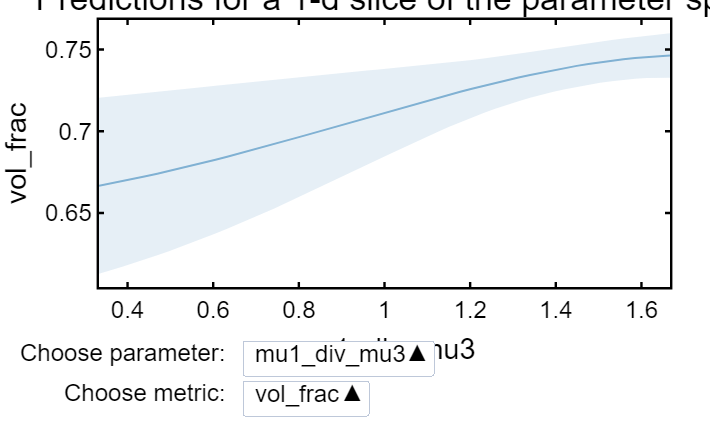 Predictions for a 1-d slice of the parameter
0.75
0.7
0.65
vol_frac
0.4 0.6 0.8 1 1.2 1.4 1.6
Choose parameter: mu1_div_mu3▲
Choose metric: vol_frac▲